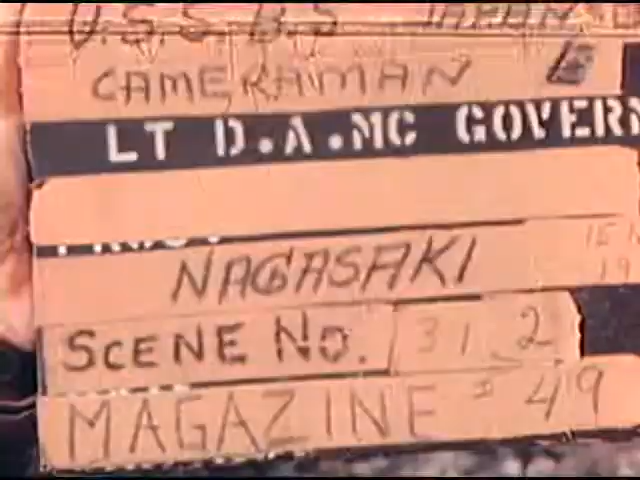 U.S.S.B.S JAPAN
CAMERAMAN
LT D.A.MC GOVERN
NAGASAKI
SCENE NO. 31 2
MAGAZINE 49